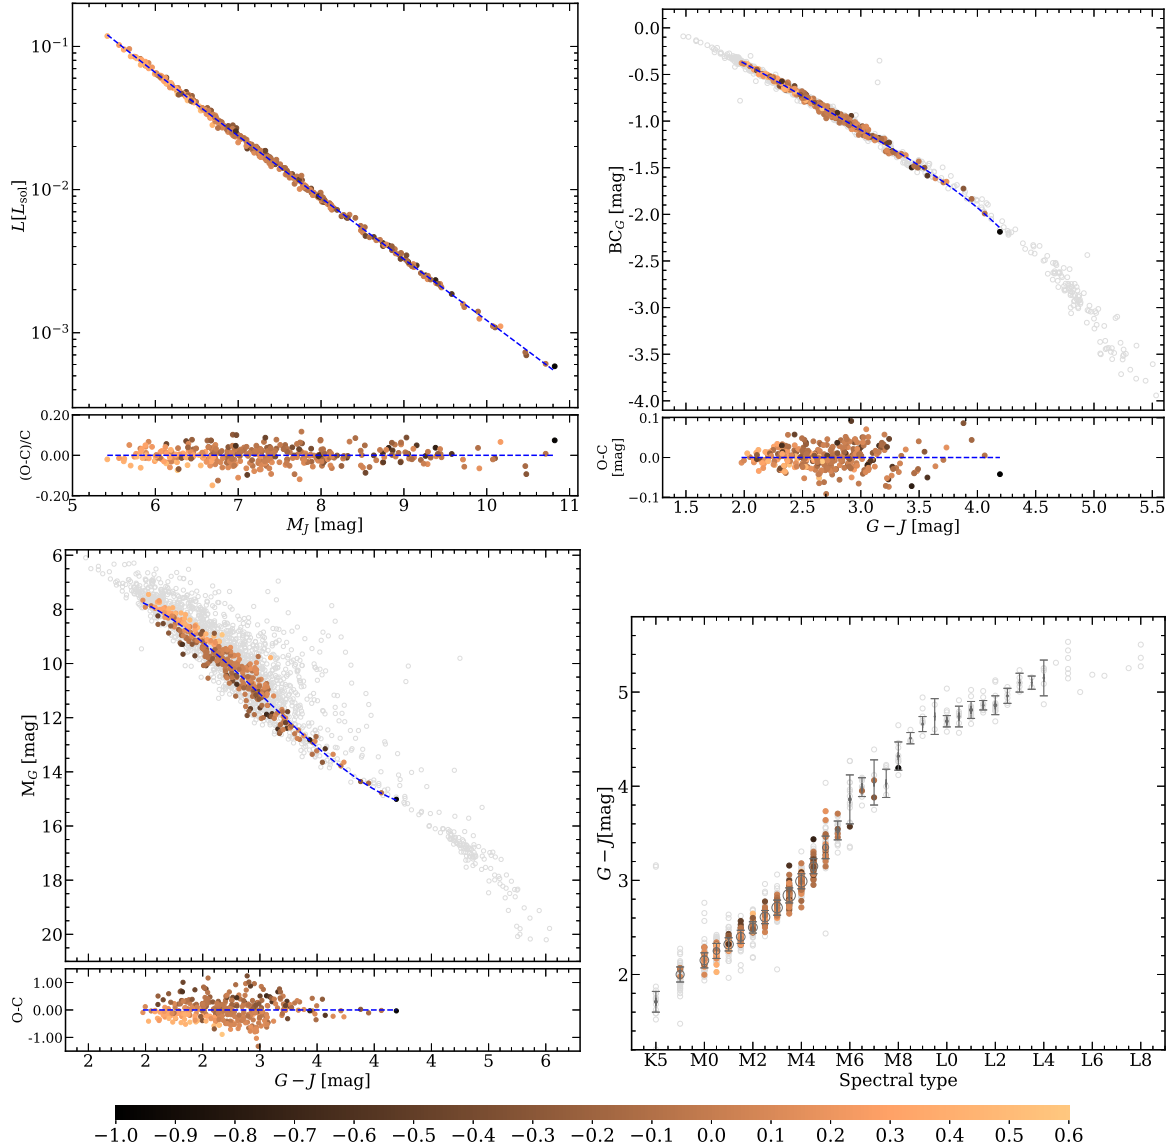 10⁻¹
10⁻²
10⁻³
L[L_sol]
0.20
0.00
−0.20
(O-C)/C
5 6 7 8 9 10 11
M_J [mag]
0.0
−0.5
−1.0
−1.5
−2.0
−2.5
−3.0
−3.5
−4.0
BC_G [mag]
0.1
0.0
−0.1
O-C
[mag]
1.5 2.0 2.5 3.0 3.5 4.0 4.5 5.0 5.5
G − J [mag]
6
8
10
12
14
16
18
20
M_G [mag]
1.00
0.00
-1.00
O-C
2 2 2 3 4 4 5 5 6
G − J [mag]
5
4
3
2
G − J[mag]
K5 M0 M2 M4 M6 M8 L0 L2 L4 L6 L8
Spectral type
−1.0 −0.9 −0.8 −0.7 −0.6 −0.5 −0.4 −0.3 −0.2 −0.1 0.0 0.1 0.2 0.3 0.4 0.5 0.6